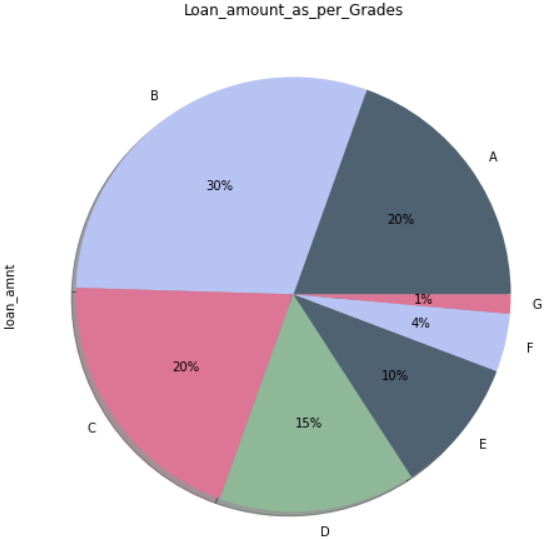 Loan_amount_as_per_Grades
B
A
30%
20%
loan_amnt
1%
G
4%
F
20%
10%
15%
C
E
D